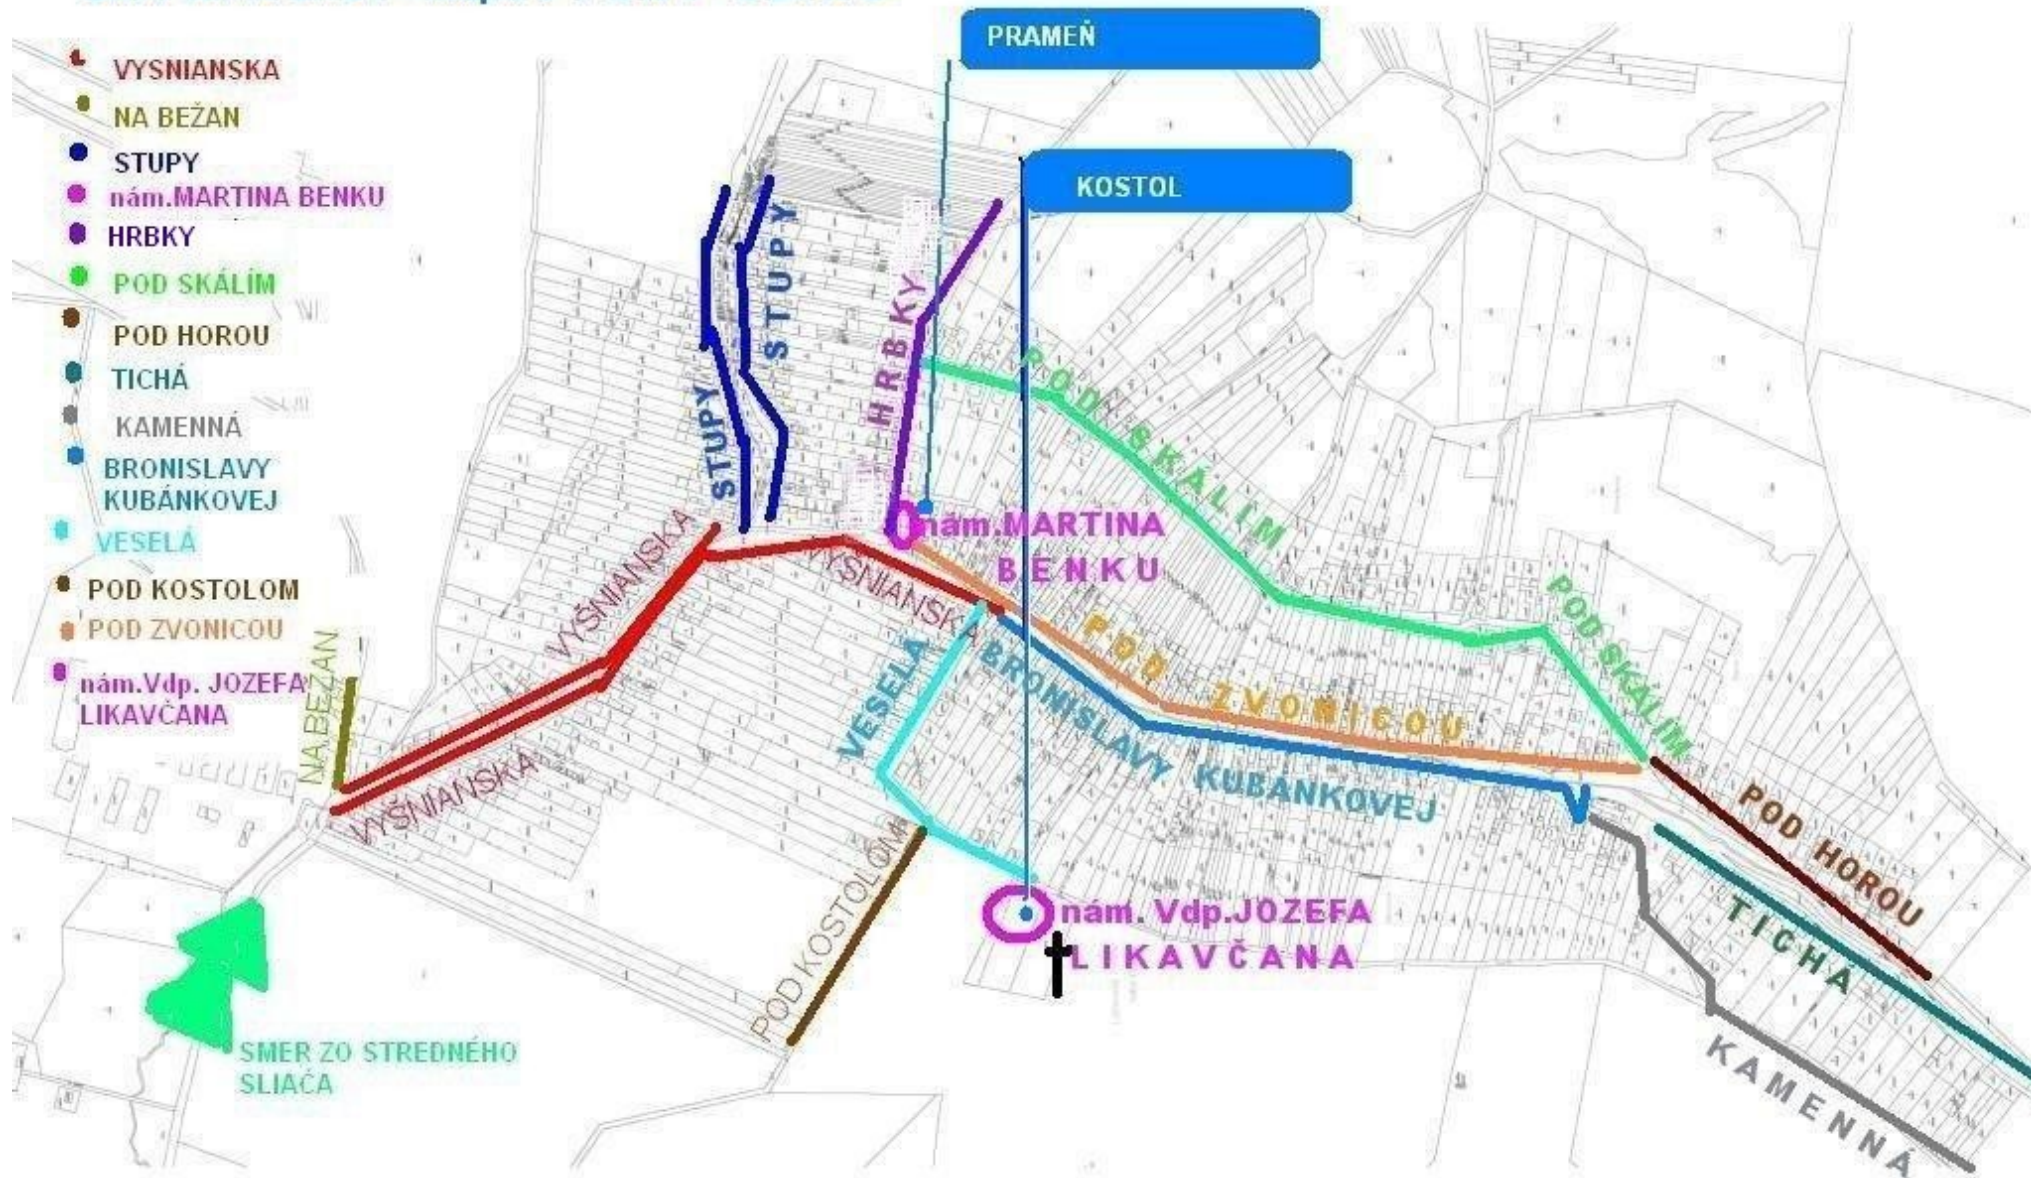 VYSNIANSKA
NA BEŽAN
STUPY
nám.MARTINA BENKU
HRBKY
POD SKÁLÍM
POD HOROU
TICHÁ
KAMENNÁ
BRONISLAVY
KUBÁNKOVEJ
VESELÁ
POD KOSTOLOM
POD ZVONICOU
nám.Vdp. JOZEFA
LIKAVČANA
PRAMEŇ
KOSTOL
STUPY
STUPY
HRBKY
POD SKÁLÍM
nám.MARTINA
BENKU
VYŠNIANSKA
VYŠNIANSKA
VYŠNIANSKA
NA BEŽAN
VESELÁ
BRONISLAVY KUBÁNKOVEJ
POD ZVONICOU
POD SKÁLÍM
POD HOROU
TICHÁ
KAMENNÁ
POD KOSTOLOM
nám. Vdp.JOZEFA
LIKAVČANA
SMER ZO STREDNÉHO
SLIAČA